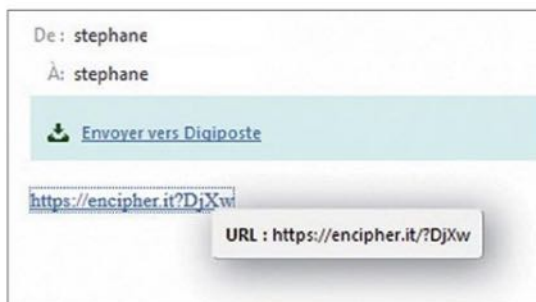 De : stephane
À: stephane
Envoyer vers Digiposte
https://encipher.it?DjXw
URL : https://encipher.it/?DjXw